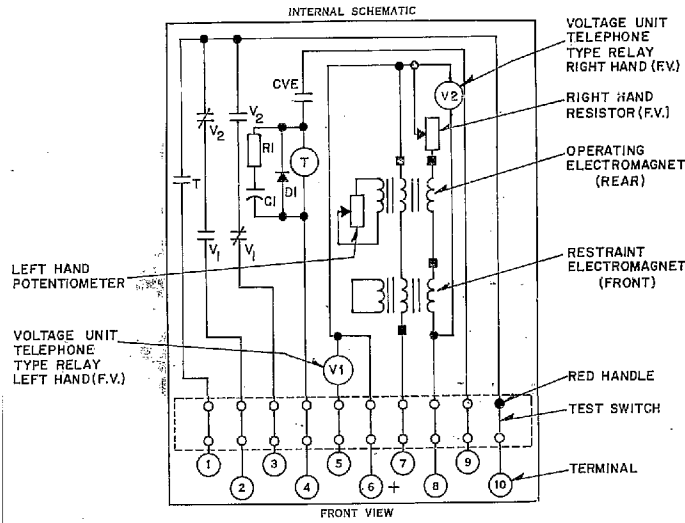 INTERNAL SCHEMATIC
VOLTAGE UNIT
TELEPHONE
TYPE RELAY
RIGHT HAND (F.V.)
CVE
V2
RIGHT HAND
RESISTOR (F.V.)
V2
V2
R1
T
OPERATING
ELECTROMAGNET
(REAR)
T
C1
D1
V1
V1
LEFT HAND
POTENTIOMETER
RESTRAINT
ELECTROMAGNET
(FRONT)
VOLTAGE UNIT
TELEPHONE
TYPE RELAY
LEFT HAND (F.V.)
V1
RED HANDLE
TEST SWITCH
1
3
5
7
9
2
4
6 +
8
10
TERMINAL
FRONT VIEW